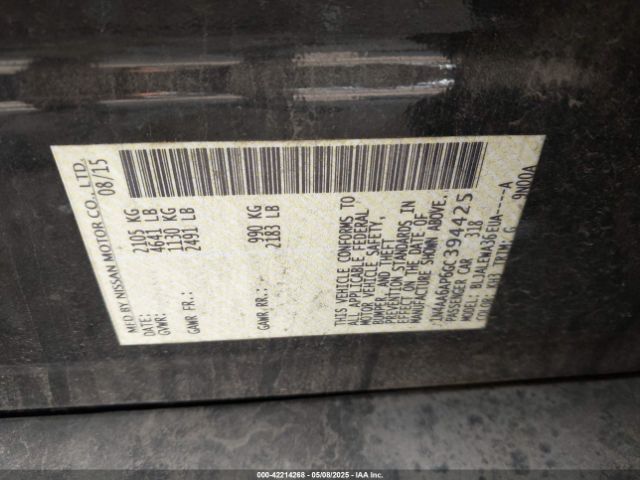 MFD BY NISSAN MOTOR CO., LTD.
DATE: 08/15
GVWR: 2105 KG
4641 LB
GAWR FR.: 1130 KG
2491 LB
GAWR RR.: 990 KG
2183 LB
THIS VEHICLE CONFORMS TO
ALL APPLICABLE FEDERAL
MOTOR VEHICLE SAFETY,
BUMPER, AND THEFT
PREVENTION STANDARDS IN
EFFECT ON THE DATE OF
MANUFACTURE SHOWN ABOVE.
1N4AA6AP6GC394425
PASSENGER CAR 318
MODEL: BLJALEWA36EUA----A
COLOR: KH3 TRIM: G 9N00A
000-42214268 - 05/08/2025 - IAA Inc.